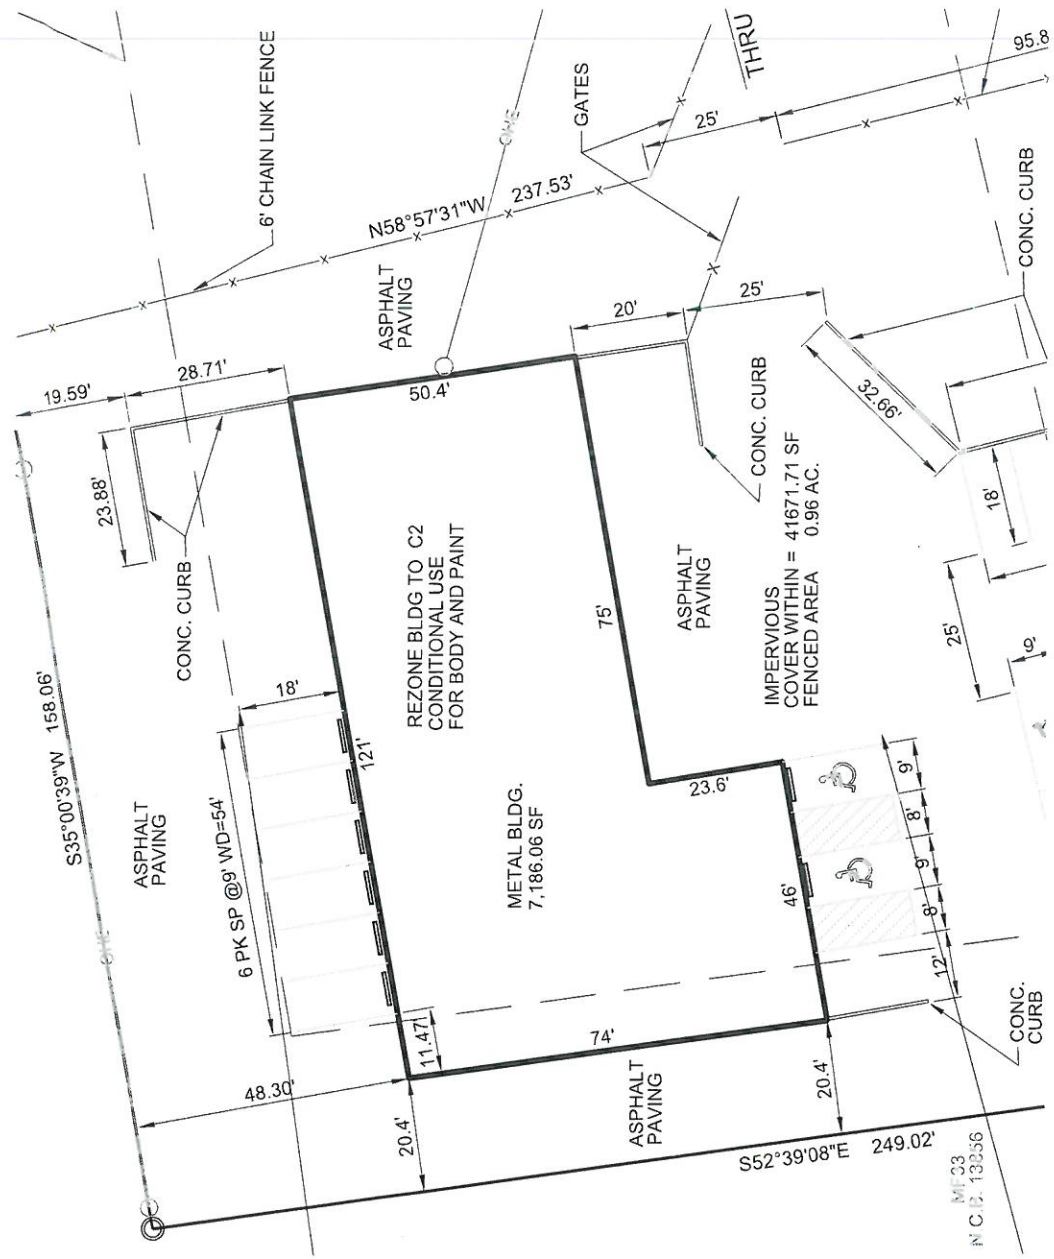 THRU
95.8
6' CHAIN LINK FENCE
OHE
GATES
25'
N58°57'31"W 237.53'
CONC. CURB
ASPHALT
PAVING
20'
25'
19.59'
28.71'
50.4'
23.88'
32.66'
CONC. CURB
CONC. CURB
18'
REZONE BLDG TO C2
CONDITIONAL USE
FOR BODY AND PAINT
75'
ASPHALT
PAVING
IMPERVIOUS
COVER WITHIN = 41671.71 SF
FENCED AREA 0.96 AC.
25'
9'
S35°00'39"W 158.06'
18'
121'
ASPHALT
PAVING
6 PK SP @9' WD=54'
METAL BLDG.
7,186.06 SF
23.6'
46'
9'
8'
9'
8'
12'
OHE
11.47'
74'
48.30'
20.4'
ASPHALT
PAVING
20.4'
CONC.
CURB
S52°39'08"E 249.02'
MF33
N.C.B. 13856